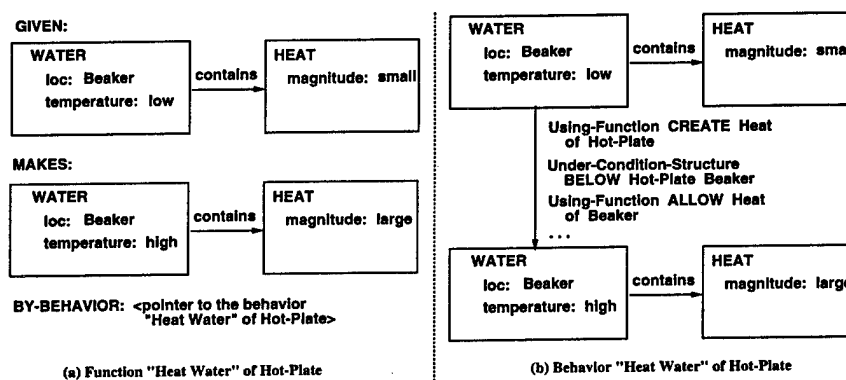 GIVEN:
WATER
loc: Beaker
temperature: low
contains
HEAT
magnitude: small
MAKES:
WATER
loc: Beaker
temperature: high
contains
HEAT
magnitude: large
BY-BEHAVIOR: <pointer to the behavior
"Heat Water" of Hot-Plate>
(a) Function "Heat Water" of Hot-Plate
WATER
loc: Beaker
temperature: low
contains
HEAT
magnitude: sma
Using-Function CREATE Heat
of Hot-Plate
Under-Condition-Structure
BELOW Hot-Plate Beaker
Using-Function ALLOW Heat
of Beaker
...
WATER
loc: Beaker
temperature: high
contains
HEAT
magnitude: large
(b) Behavior "Heat Water" of Hot-Plate